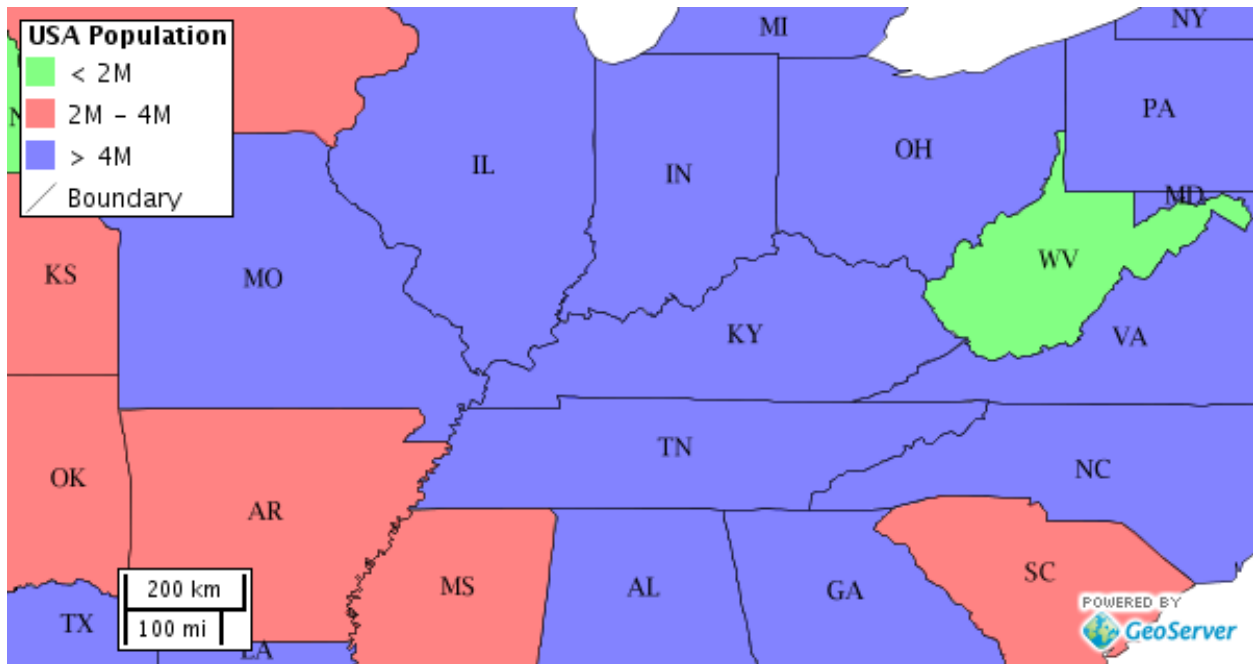 USA Population
< 2M
2M – 4M
> 4M
Boundary
MI
NY
PA
N
IL
IN
OH
MD
KS
MO
WV
KY
VA
TN
NC
OK
AR
MS
AL
GA
SC
TX
LA
200 km
100 mi
POWERED BY
GeoServer